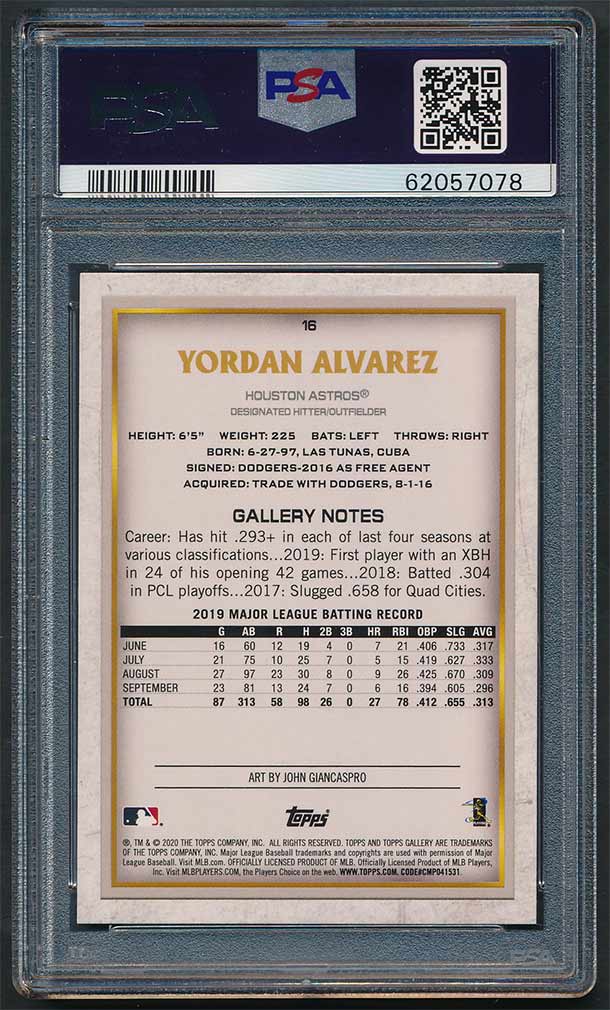 PSA
PSA
62057078
16
YORDAN ALVAREZ
HOUSTON ASTROS®
DESIGNATED HITTER/OUTFIELDER
HEIGHT: 6'5" WEIGHT: 225 BATS: LEFT THROWS: RIGHT
BORN: 6-27-97, LAS TUNAS, CUBA
SIGNED: DODGERS-2016 AS FREE AGENT
ACQUIRED: TRADE WITH DODGERS, 8-1-16
GALLERY NOTES
Career: Has hit .293+ in each of last four seasons at
various classifications...2019: First player with an XBH
in 24 of his opening 42 games...2018: Batted .304
in PCL playoffs...2017: Slugged .658 for Quad Cities.
2019 MAJOR LEAGUE BATTING RECORD
G AB R H 2B 3B HR RBI OBP SLG AVG
JUNE 16 60 12 19 4 0 7 21 .406 .733 .317
JULY 21 75 10 25 7 0 5 15 .419 .627 .333
AUGUST 27 97 23 30 8 0 9 26 .425 .670 .309
SEPTEMBER 23 81 13 24 7 0 6 16 .394 .605 .296
TOTAL 87 313 58 98 26 0 27 78 .412 .655 .313
ART BY JOHN GIANCASPRO
Topps
®, TM & © 2020 THE TOPPS COMPANY, INC. ALL RIGHTS RESERVED. TOPPS AND TOPPS GALLERY ARE TRADEMARKS
OF THE TOPPS COMPANY, INC. Major League Baseball trademarks and copyrights are used with permission of Major
League Baseball. Visit MLB.com. OFFICIALLY LICENSED PRODUCT OF MLB. Officially Licensed Product of MLB Players,
Inc. Visit MLBPLAYERS.COM, the Players Choice on the web. WWW.TOPPS.COM. CODE#CMP041531.
PSA